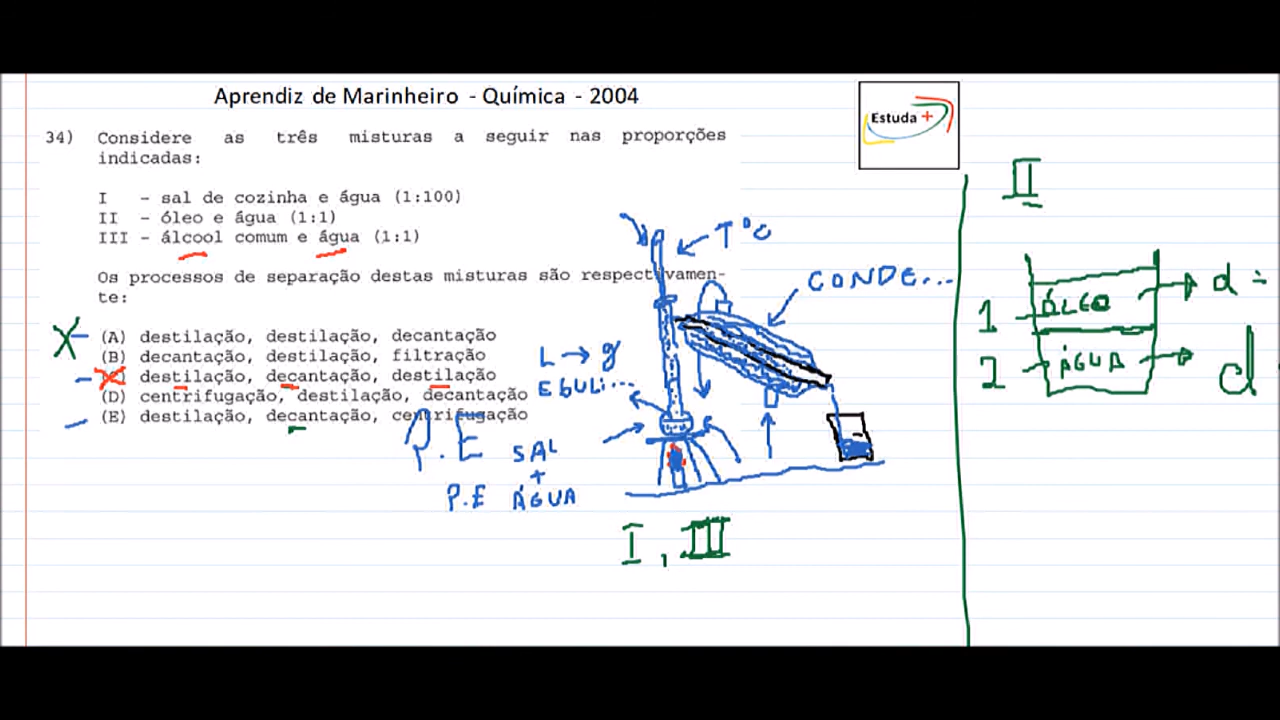 Aprendiz de Marinheiro - Química - 2004
Estuda +
34) Considere as três misturas a seguir nas proporções
indicadas:
I - sal de cozinha e água (1:100)
II - óleo e água (1:1)
III - álcool comum e água (1:1)
Os processos de separação destas misturas são respectivamen-
te:
(A) destilação, destilação, decantação
(B) decantação, destilação, filtração
destilação, decantação, destilação
(D) centrifugação, destilação, decantação
(E) destilação, decantação, centrifugação
T°C
CONDE...
L → g
EBULI...
P.E SAL
+
P.E ÁGUA
I, III
II
1 ÓLEO d =
2 ÁGUA d